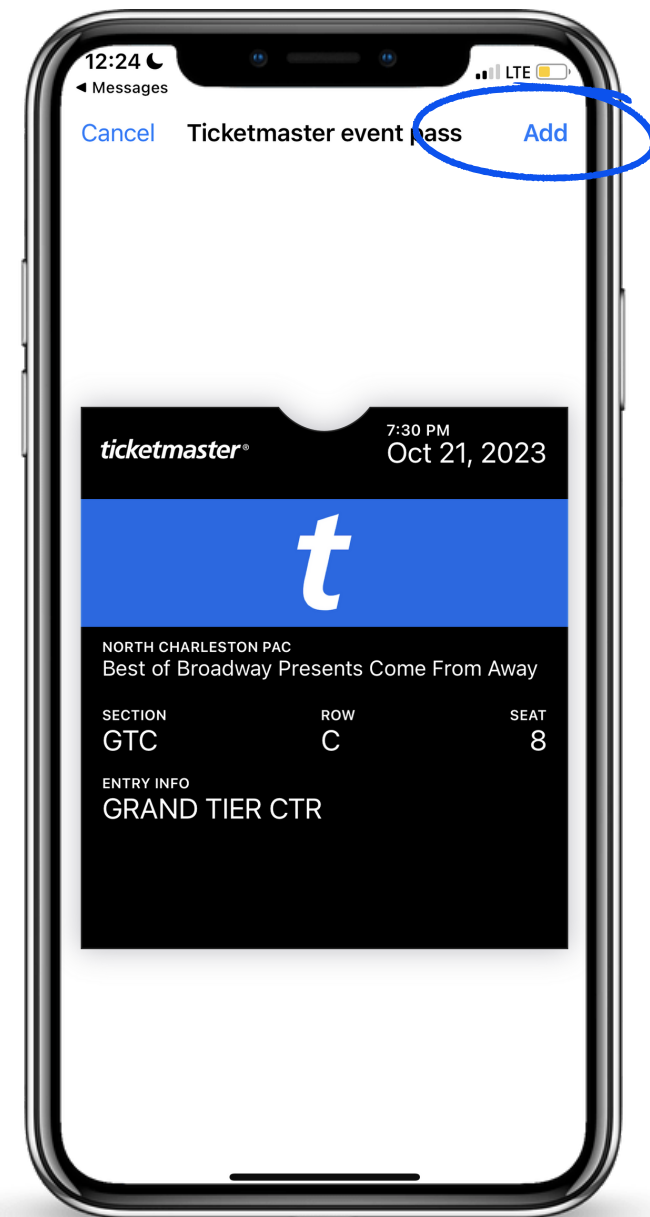 12:24
LTE
◀ Messages
Cancel Ticketmaster event pass Add
ticketmaster®
7:30 PM
Oct 21, 2023
t
NORTH CHARLESTON PAC
Best of Broadway Presents Come From Away
SECTION ROW SEAT
GTC C 8
ENTRY INFO
GRAND TIER CTR